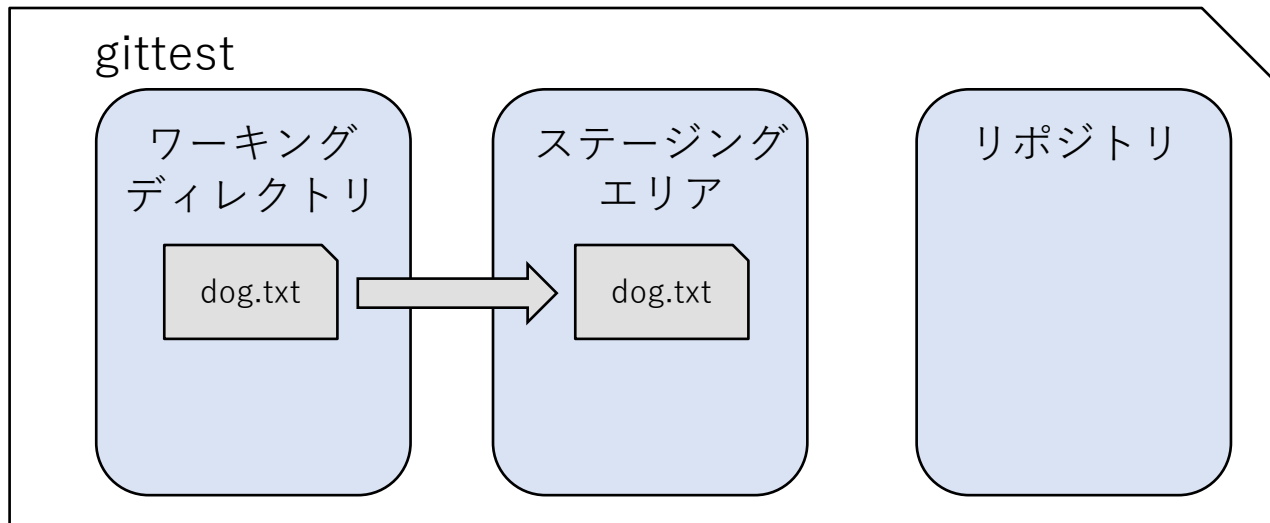 gittest
ワーキング
ディレクトリ
ステージング
エリア
リポジトリ
dog.txt
dog.txt